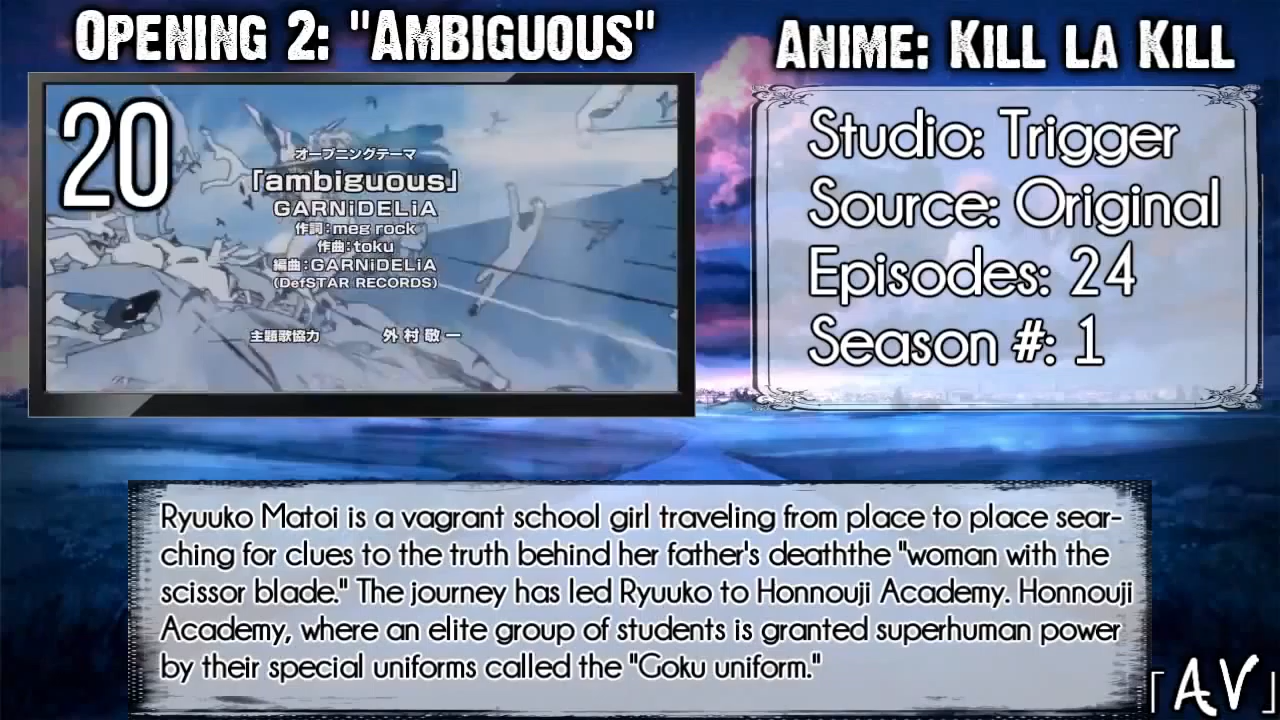 OPENING 2: "AMBIGUOUS"
ANIME: KILL LA KILL
20
オープニングテーマ
「ambiguous」
GARNiDELiA
作詞:meg rock
作曲:toku
編曲:GARNiDELiA
(DefSTAR RECORDS)
主題歌協力 外村敬一
Studio: Trigger
Source: Original
Episodes: 24
Season #: 1
Ryuuko Matoi is a vagrant school girl traveling from place to place sear-
ching for clues to the truth behind her father's deaththe "woman with the
scissor blade." The journey has led Ryuuko to Honnouji Academy. Honnouji
Academy, where an elite group of students is granted superhuman power
by their special uniforms called the "Goku uniform."
「AV」